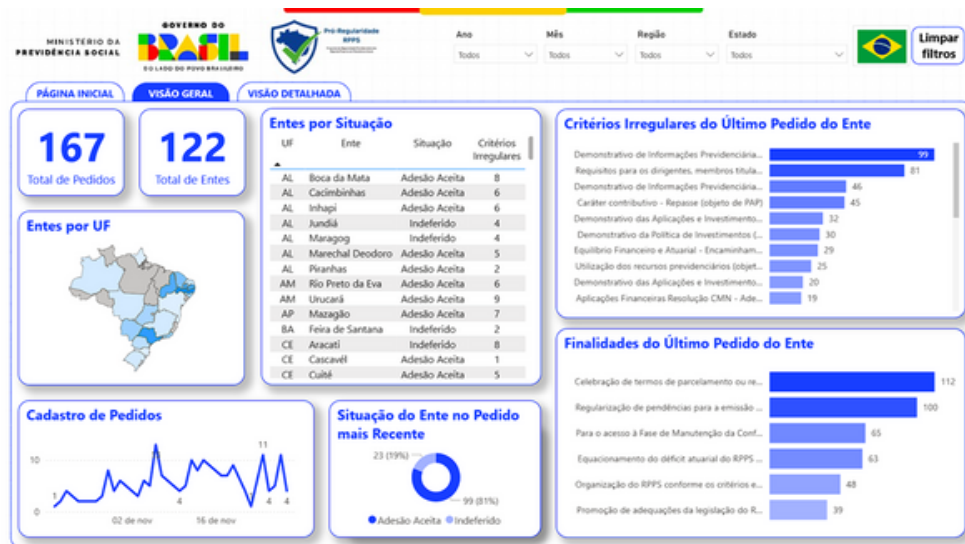 MINISTÉRIO DA
PREVIDÊNCIA SOCIAL
GOVERNO DO
BRASIL
DO LADO DO POVO BRASILEIRO
Pró-Regularidade
RPPS
Ano
Todos
Mês
Todos
Região
Todos
Estado
Todos
Limpar
filtros
PÁGINA INICIAL
VISÃO GERAL
VISÃO DETALHADA
167
Total de Pedidos
122
Total de Entes
Entes por UF
Entes por Situação
UF Ente Situação Critérios
Irregulares
AL Boca da Mata Adesão Aceita 8
AL Cacimbinhas Adesão Aceita 6
AL Inhapi Adesão Aceita 6
AL Jundiá Indeferido 4
AL Maragog Indeferido 4
AL Marechal Deodoro Adesão Aceita 5
AL Piranhas Adesão Aceita 2
AM Rio Preto da Eva Adesão Aceita 6
AM Urucará Adesão Aceita 9
AP Mazagão Adesão Aceita 7
BA Feira de Santana Indeferido 2
CE Aracati Indeferido 8
CE Cascavél Adesão Aceita 1
CE Cuité Adesão Aceita 5
Critérios Irregulares do Último Pedido do Ente
Demonstrativo de Informações Previdenciária... 99
Requisitos para os dirigentes, membros titula... 81
Demonstrativo de Informações Previdenciária... 46
Caráter contributivo - Repasse (objeto de PAP) 45
Demonstrativo das Aplicações e Investimento... 32
Demonstrativo da Política de Investimentos (... 30
Equilíbrio Financeiro e Atuarial - Encaminham... 29
Utilização dos recursos previdenciários (objet... 25
Demonstrativo das Aplicações e Investimento... 20
Aplicações Financeiras Resolução CMN - Ade... 19
Cadastro de Pedidos
10
0
1
4
11
1
4
4
02 de nov
16 de nov
Situação do Ente no Pedido
mais Recente
23 (19%)
99 (81%)
Adesão Aceita Indeferido
Finalidades do Último Pedido do Ente
Celebração de termos de parcelamento ou re... 112
Regularização de pendências para a emissão ... 100
Para o acesso à Fase de Manutenção da Conf... 65
Equacionamento do déficit atuarial do RPPS ... 63
Organização do RPPS conforme os critérios e... 48
Promoção de adequações da legislação do R... 39